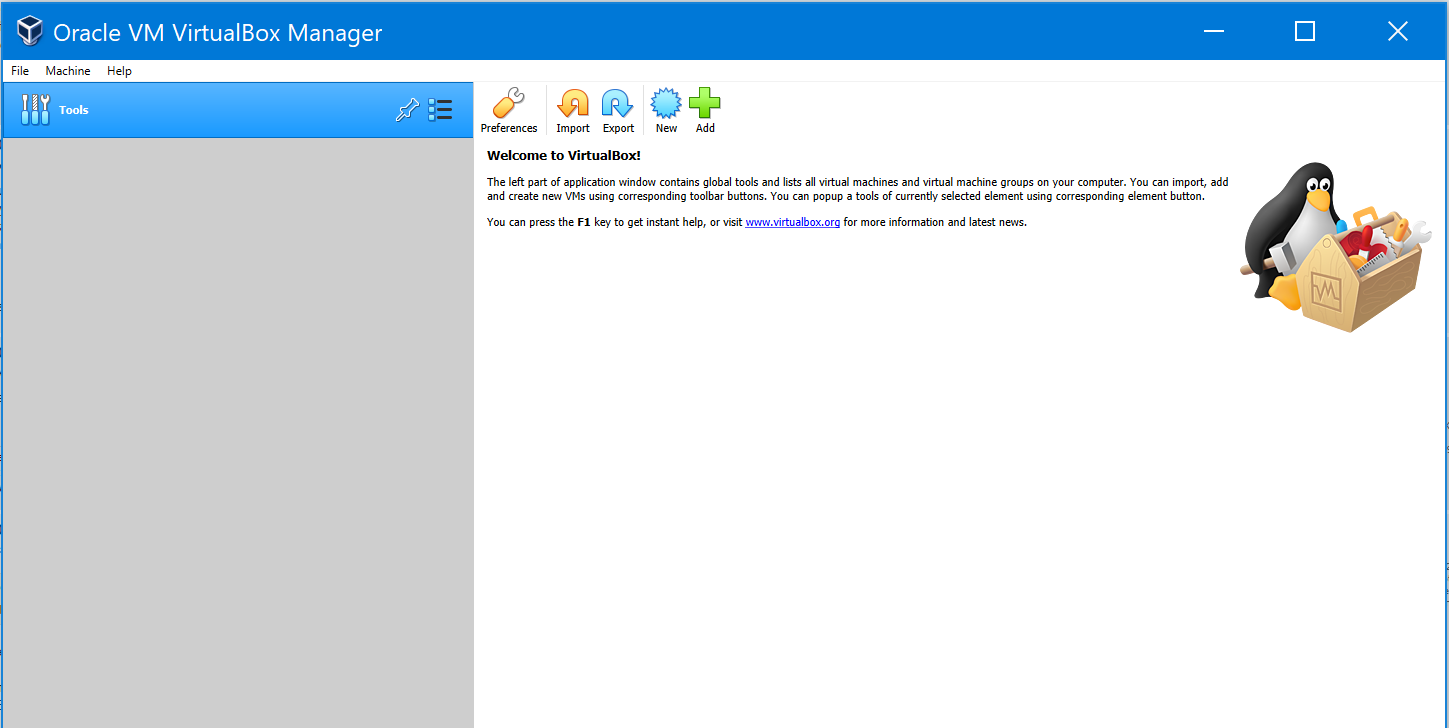 Oracle VM VirtualBox Manager
File Machine Help
Tools
Preferences Import Export New Add
Welcome to VirtualBox!
The left part of application window contains global tools and lists all virtual machines and virtual machine groups on your computer. You can import, add
and create new VMs using corresponding toolbar buttons. You can popup a tools of currently selected element using corresponding element button.
You can press the F1 key to get instant help, or visit www.virtualbox.org for more information and latest news.